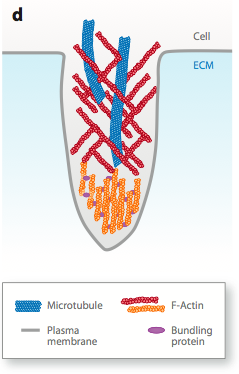 d
Cell
ECM
Microtubule
F-Actin
Plasma
membrane
Bundling
protein